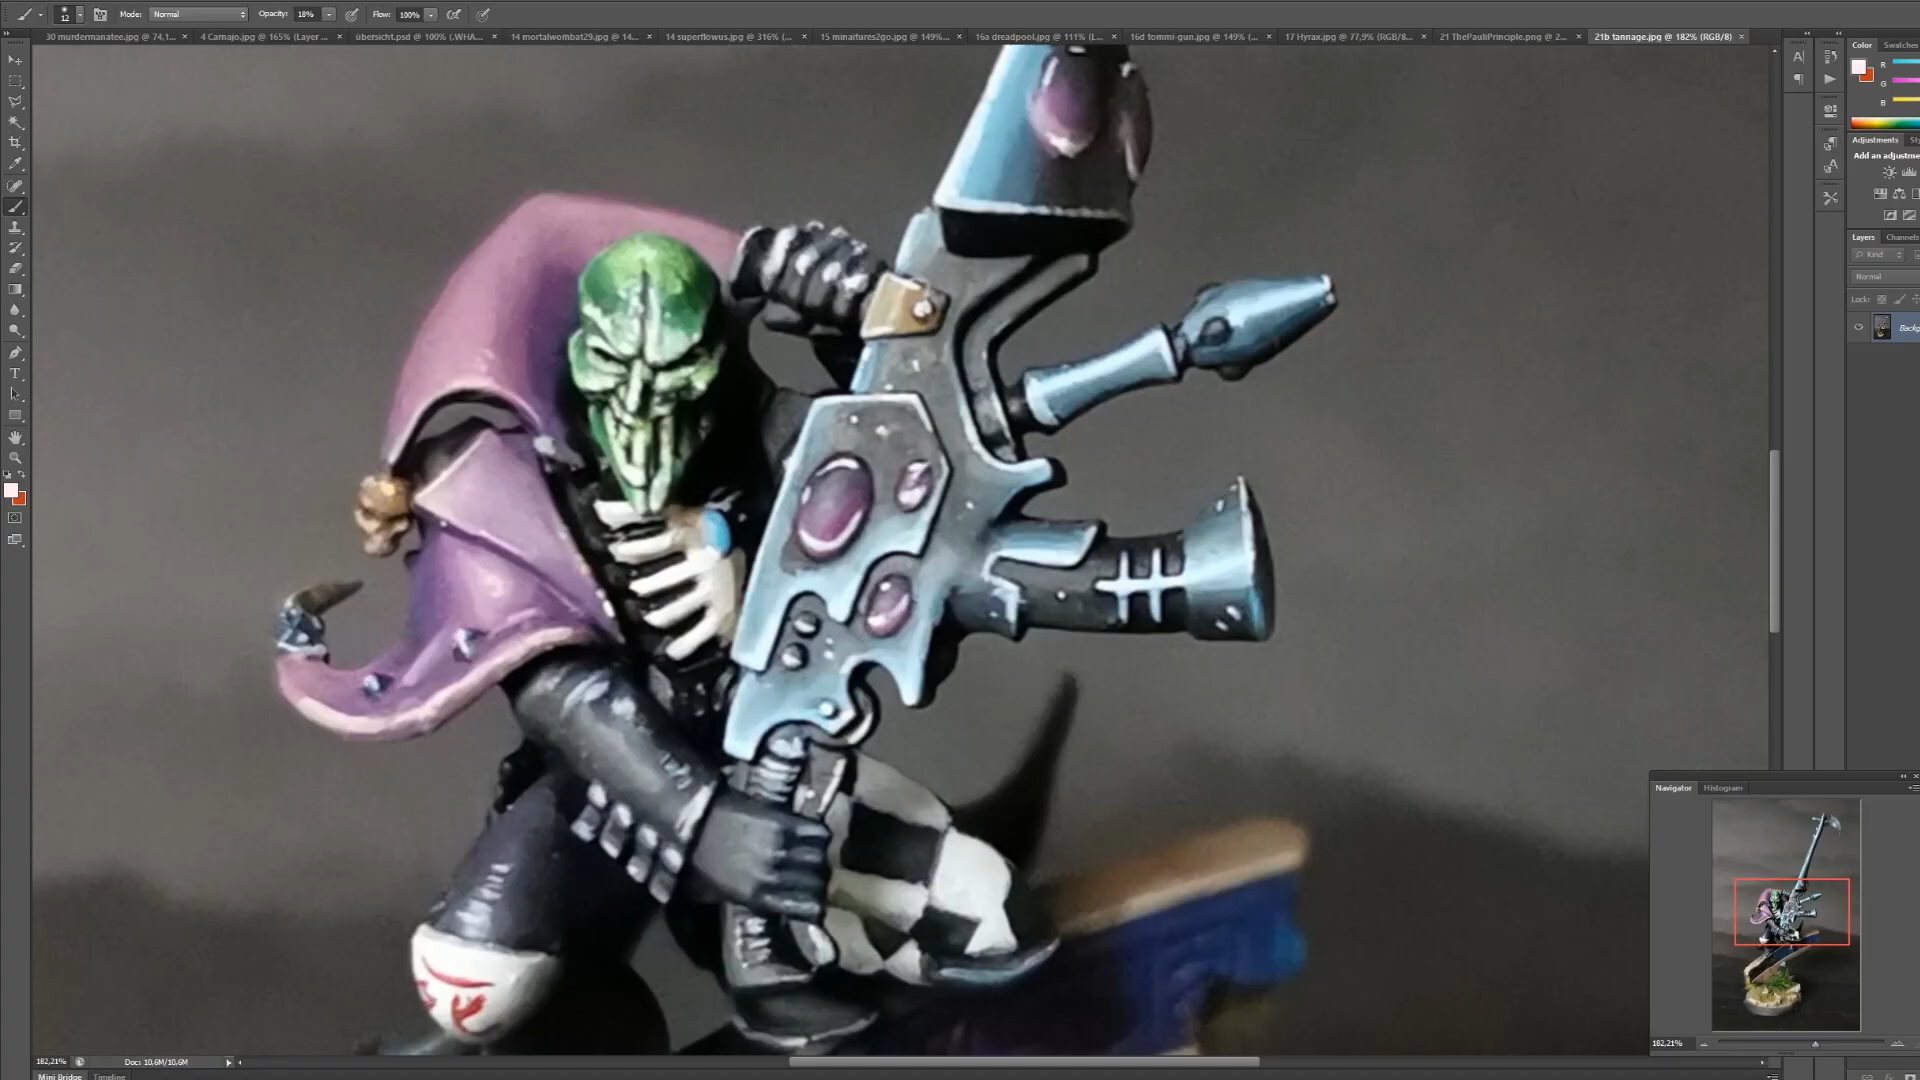 12 Mode: Normal Opacity: 18% Flow: 100%
30 murdermanatee.jpg @ 74,1... × 4 Camajo.jpg @ 165% (Layer ... × übersicht.psd @ 100% (.WHA... × 14 mortalwombat29.jpg @ 14... × 14 superflowus.jpg @ 316% (... × 15 minaitures2go.jpg @ 149%... × 16a dreadpool.jpg @ 111% (L... × 16d tommi-gun.jpg @ 149% (... × 17 Hyrax.jpg @ 77,9% (RGB/8... × 21 ThePauliPrinciple.png @ 2... × 21b tannage.jpg @ 182% (RGB/8) ×
Color Swatches
R
G
B
Adjustments
Add an adjustme
Layers Channels
Kind
Normal
Lock:
Backg
Navigator Histogram
182,21%
182,21% Doc: 10,6M/10,6M
Mini Bridge Timeline